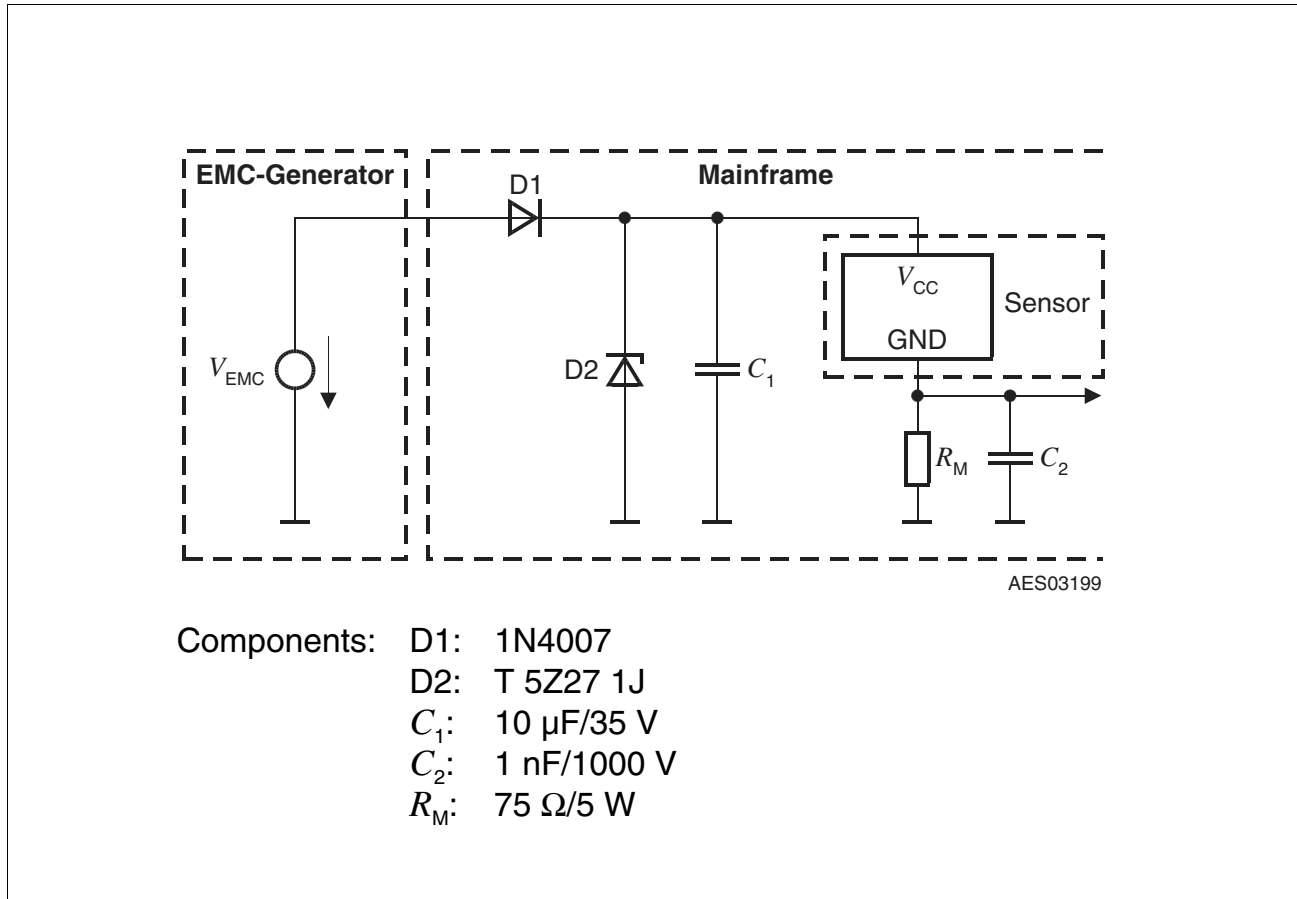 EMC-Generator
Mainframe
D1
V_CC
Sensor
GND
V_EMC
D2
C_1
R_M
C_2
AES03199
Components: D1: 1N4007
D2: T 5Z27 1J
C_1: 10 µF/35 V
C_2: 1 nF/1000 V
R_M: 75 Ω/5 W